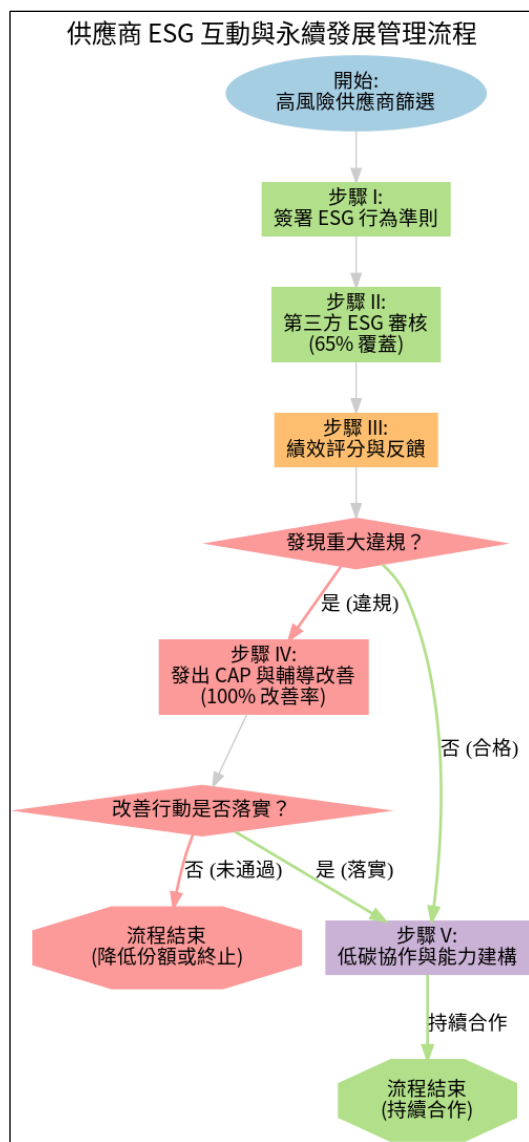 供應商 ESG 互動與永續發展管理流程
開始:
高風險供應商篩選
步驟 I:
簽署 ESG 行為準則
步驟 II:
第三方 ESG 審核
(65% 覆蓋)
步驟 III:
績效評分與反饋
發現重大違規？
是 (違規)
步驟 IV:
發出 CAP 與輔導改善
(100% 改善率)
否 (合格)
改善行動是否落實？
否 (未通過)
是 (落實)
流程結束
(降低份額或終止)
步驟 V:
低碳協作與能力建構
持續合作
流程結束
(持續合作)